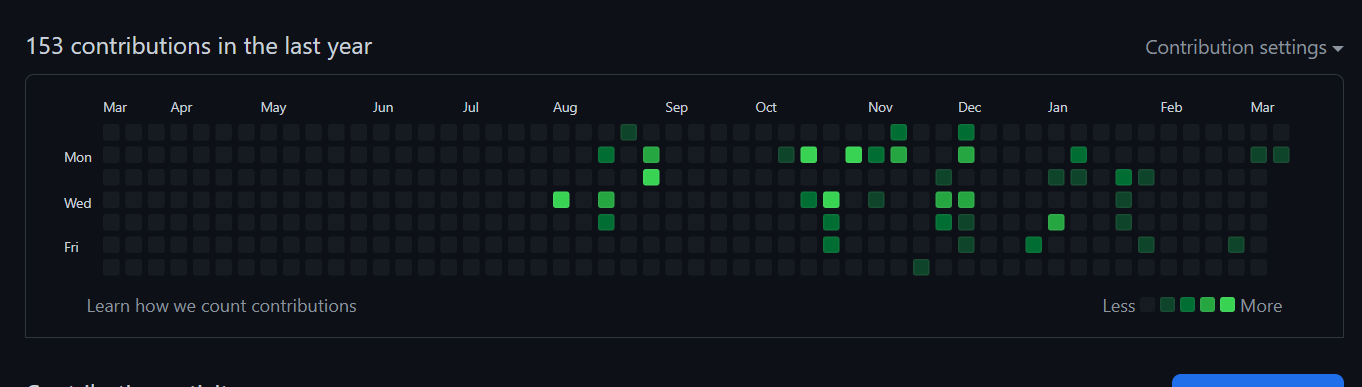 153 contributions in the last year
Contribution settings
Mar Apr May Jun Jul Aug Sep Oct Nov Dec Jan Feb Mar
Mon
Wed
Fri
Learn how we count contributions
Less More